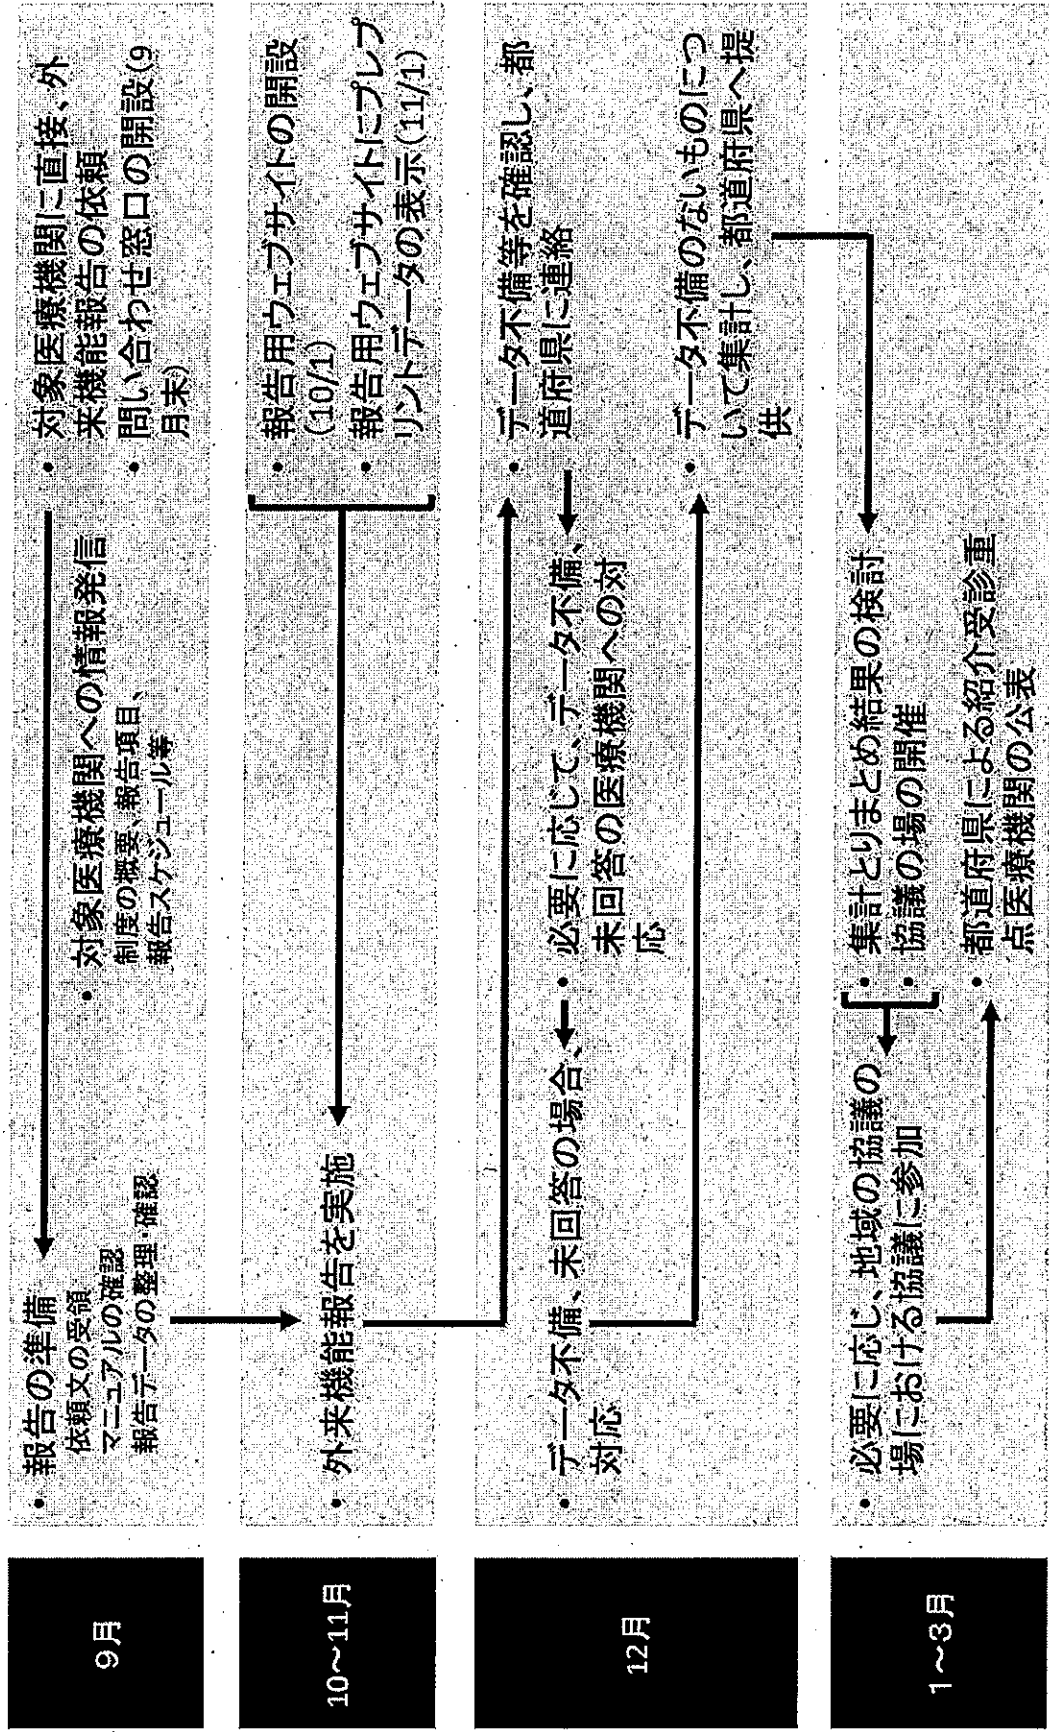 9月
・報告の準備
依頼文の受領
マニュアルの確認
報告データの整理・確認
・対象医療機関への情報発信
制度の概要、報告項目、
報告スケジュール等
・対象医療機関に直接、外
来機能報告の依頼
・問い合わせ窓口の開設(9
月末)
10～11月
・外来機能報告を実施
・報告用ウェブサイトの開設
(10/1)
・報告用ウェブサイトにプレプ
リントデータの表示(11/1)
12月
・データ不備、未回答の場合、
対応
・必要に応じて、データ不備、
未回答の医療機関への対
応
・データ不備等を確認し、都
道府県に連絡
・データ不備のないものにつ
いて集計し、都道府県へ提
供
1～3月
・必要に応じ、地域の協議の
場における協議に参加
・集計とりまとめ結果の検討
・協議の場の開催
・都道府県による紹介受診重
点医療機関の公表